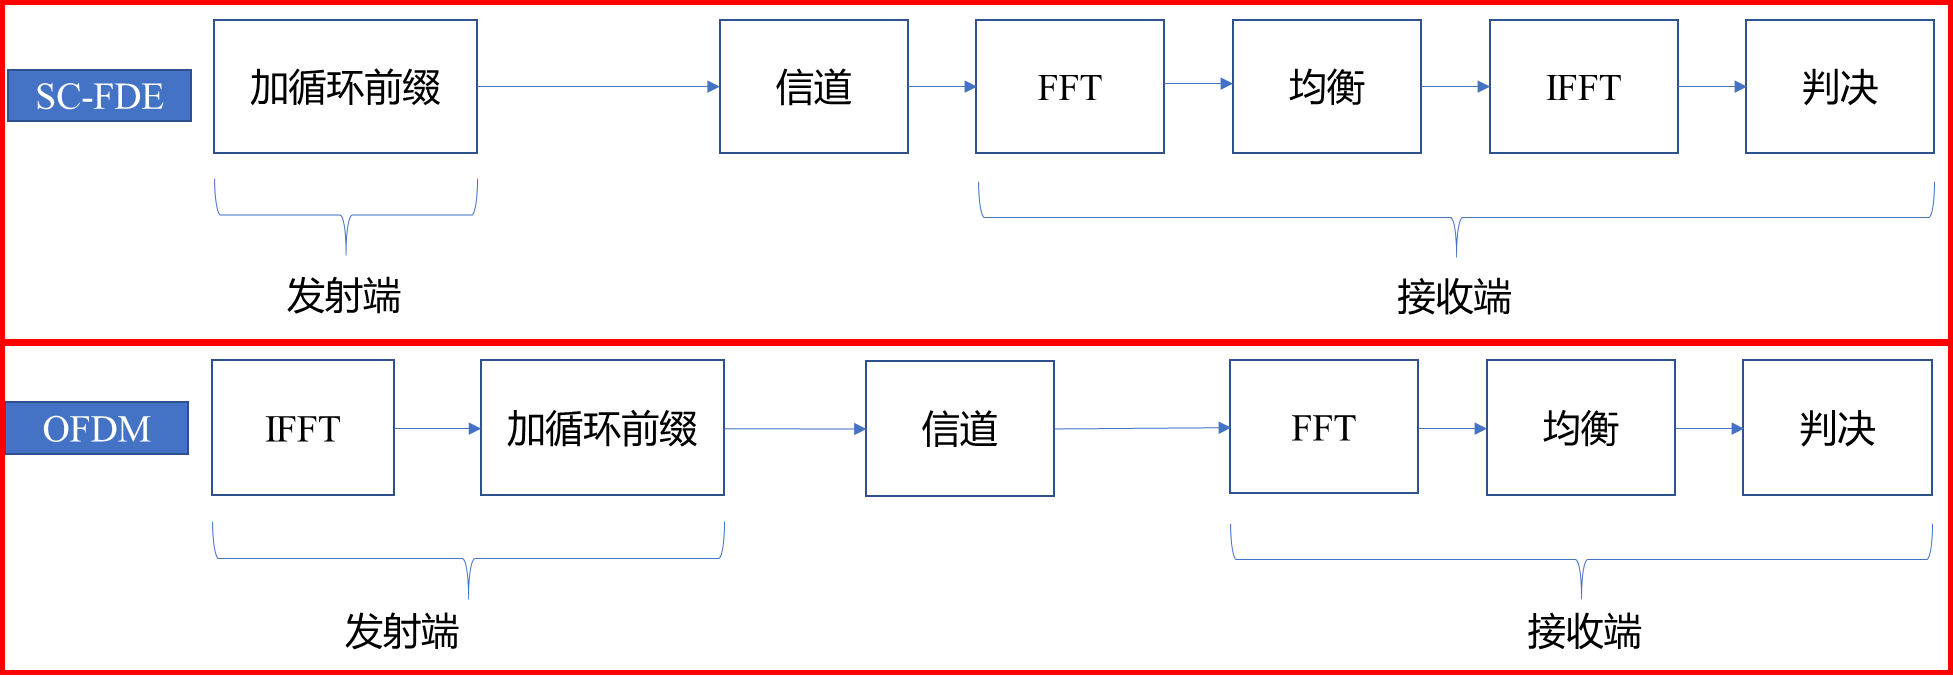 SC-FDE
加循环前缀
信道
FFT
均衡
IFFT
判决
发射端
接收端
OFDM
IFFT
加循环前缀
信道
FFT
均衡
判决
发射端
接收端